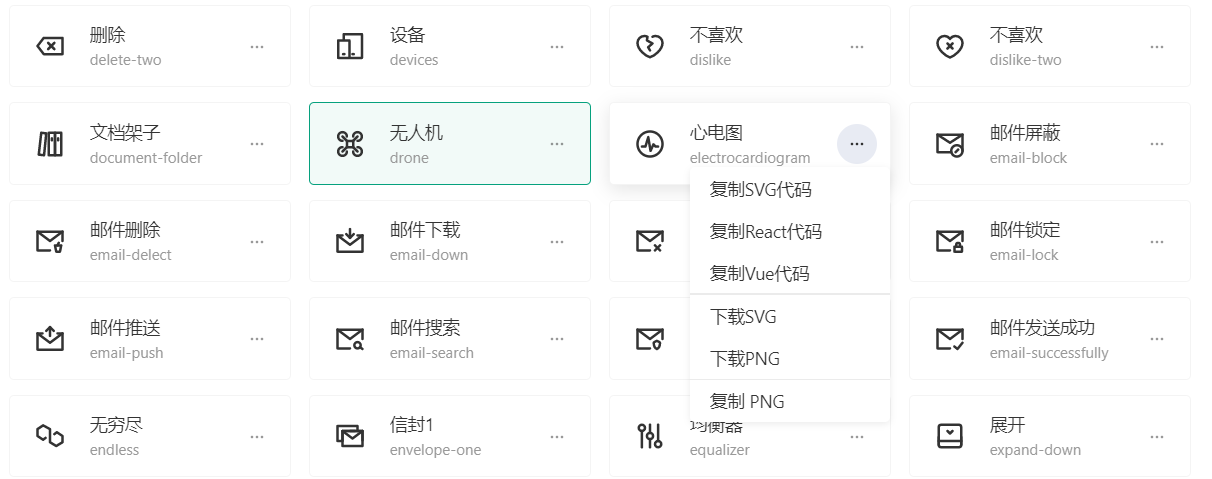 删除
delete-two
设备
devices
不喜欢
dislike
不喜欢
dislike-two
文档架子
document-folder
无人机
drone
心电图
electrocardiogram
邮件屏蔽
email-block
邮件删除
email-delect
邮件下载
email-down
复制SVG代码
复制React代码
复制Vue代码
下载SVG
下载PNG
复制 PNG
邮件锁定
email-lock
邮件推送
email-push
邮件搜索
email-search
邮件发送成功
email-successfully
无穷尽
endless
信封1
envelope-one
均衡器
equalizer
展开
expand-down